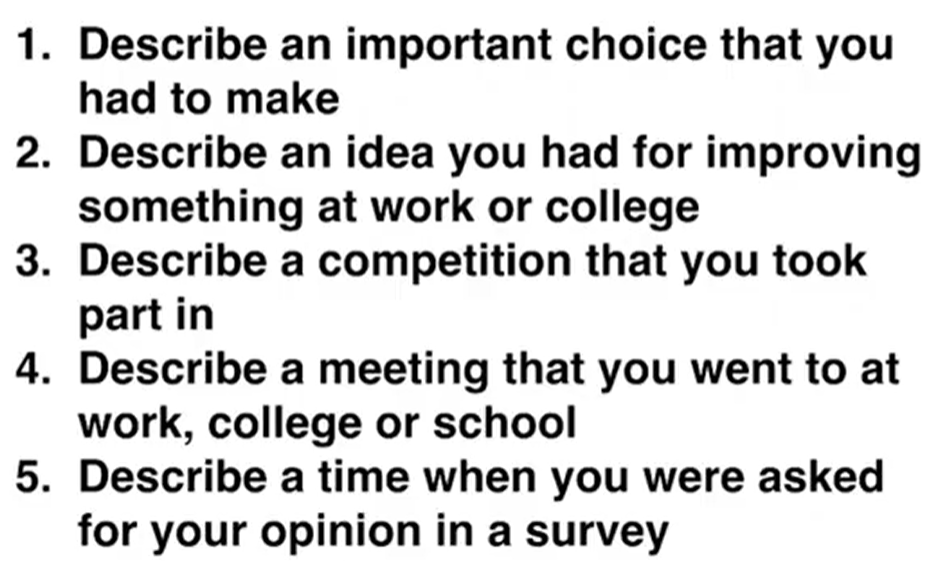 1. Describe an important choice that you
had to make
2. Describe an idea you had for improving
something at work or college
3. Describe a competition that you took
part in
4. Describe a meeting that you went to at
work, college or school
5. Describe a time when you were asked
for your opinion in a survey